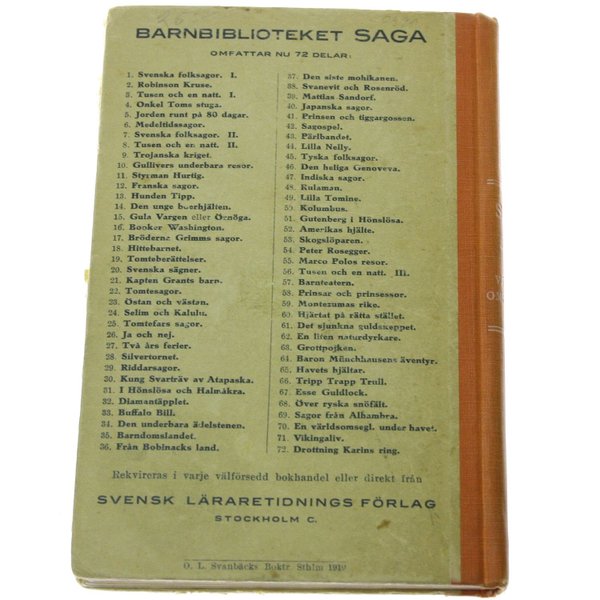 BARNBIBLIOTEKET SAGA
OMFATTAR NU 72 DELAR:
1. Svenska folksagor. I.
2. Robinson Kruse.
3. Tusen och en natt. I.
4. Onkel Toms stuga.
5. Jorden runt på 80 dagar.
6. Medeltidssagor.
7. Svenska folksagor. II.
8. Tusen och en natt. II.
9. Trojanska kriget.
10. Gullivers underbara resor.
11. Styrman Hurtig.
12. Franska sagor.
13. Hunden Tipp.
14. Den unge boerhjälten.
15. Gula Vargen eller Örnöga.
16. Booker Washington.
17. Bröderna Grimms sagor.
18. Hittebarnet.
19. Tomteberättelser.
20. Svenska sägner.
21. Kapten Grants barn.
22. Tomtesagor.
23. Östan och västan.
24. Selim och Kalulu.
25. Tomtefars sagor.
26. Ja och nej.
27. Två års ferier.
28. Silvertornet.
29. Riddarsagor.
30. Kung Svarträv av Atapaska.
31. I Hönslösa och Halmåkra.
32. Diamantäpplet.
33. Buffalo Bill.
34. Den underbara ädelstenen.
35. Barndomslandet.
36. Från Bobinacks land.
37. Den siste mohikanen.
38. Svanevit och Rosenröd.
39. Mattias Sandorf.
40. Japanska sagor.
41. Prinsen och tiggargossen.
42. Sagospel.
43. Pärlbandet.
44. Lilla Nelly.
45. Tyska folksagor.
46. Den heliga Genoveva.
47. Indiska sagor.
48. Kulaman.
49. Lilla Tomine.
50. Kolumbus.
51. Gutenberg i Hönslösa.
52. Amerikas hjälte.
53. Skogslöparen.
54. Peter Rosegger.
55. Marco Polos resor.
56. Tusen och en natt. III.
57. Barnteatern.
58. Prinsar och prinsessor.
59. Montezumas rike.
60. Hjärtat på rätta stället.
61. Det sjunkna guldskeppet.
62. En liten naturdyrkare.
63. Grottpojken.
64. Baron Münchhausens äventyr.
65. Havets hjältar.
66. Tripp Trapp Trull.
67. Esse Guldlock.
68. Över ryska snöfält.
69. Sagor från Alhambra.
70. En världsomsegl. under havet.
71. Vikingaliv.
72. Drottning Karins ring.
Rekvireras i varje välförsedd bokhandel eller direkt från
SVENSK LÄRARETIDNINGS FÖRLAG
STOCKHOLM C.
O. L. Svanbäcks Boktr. Sthlm 1919